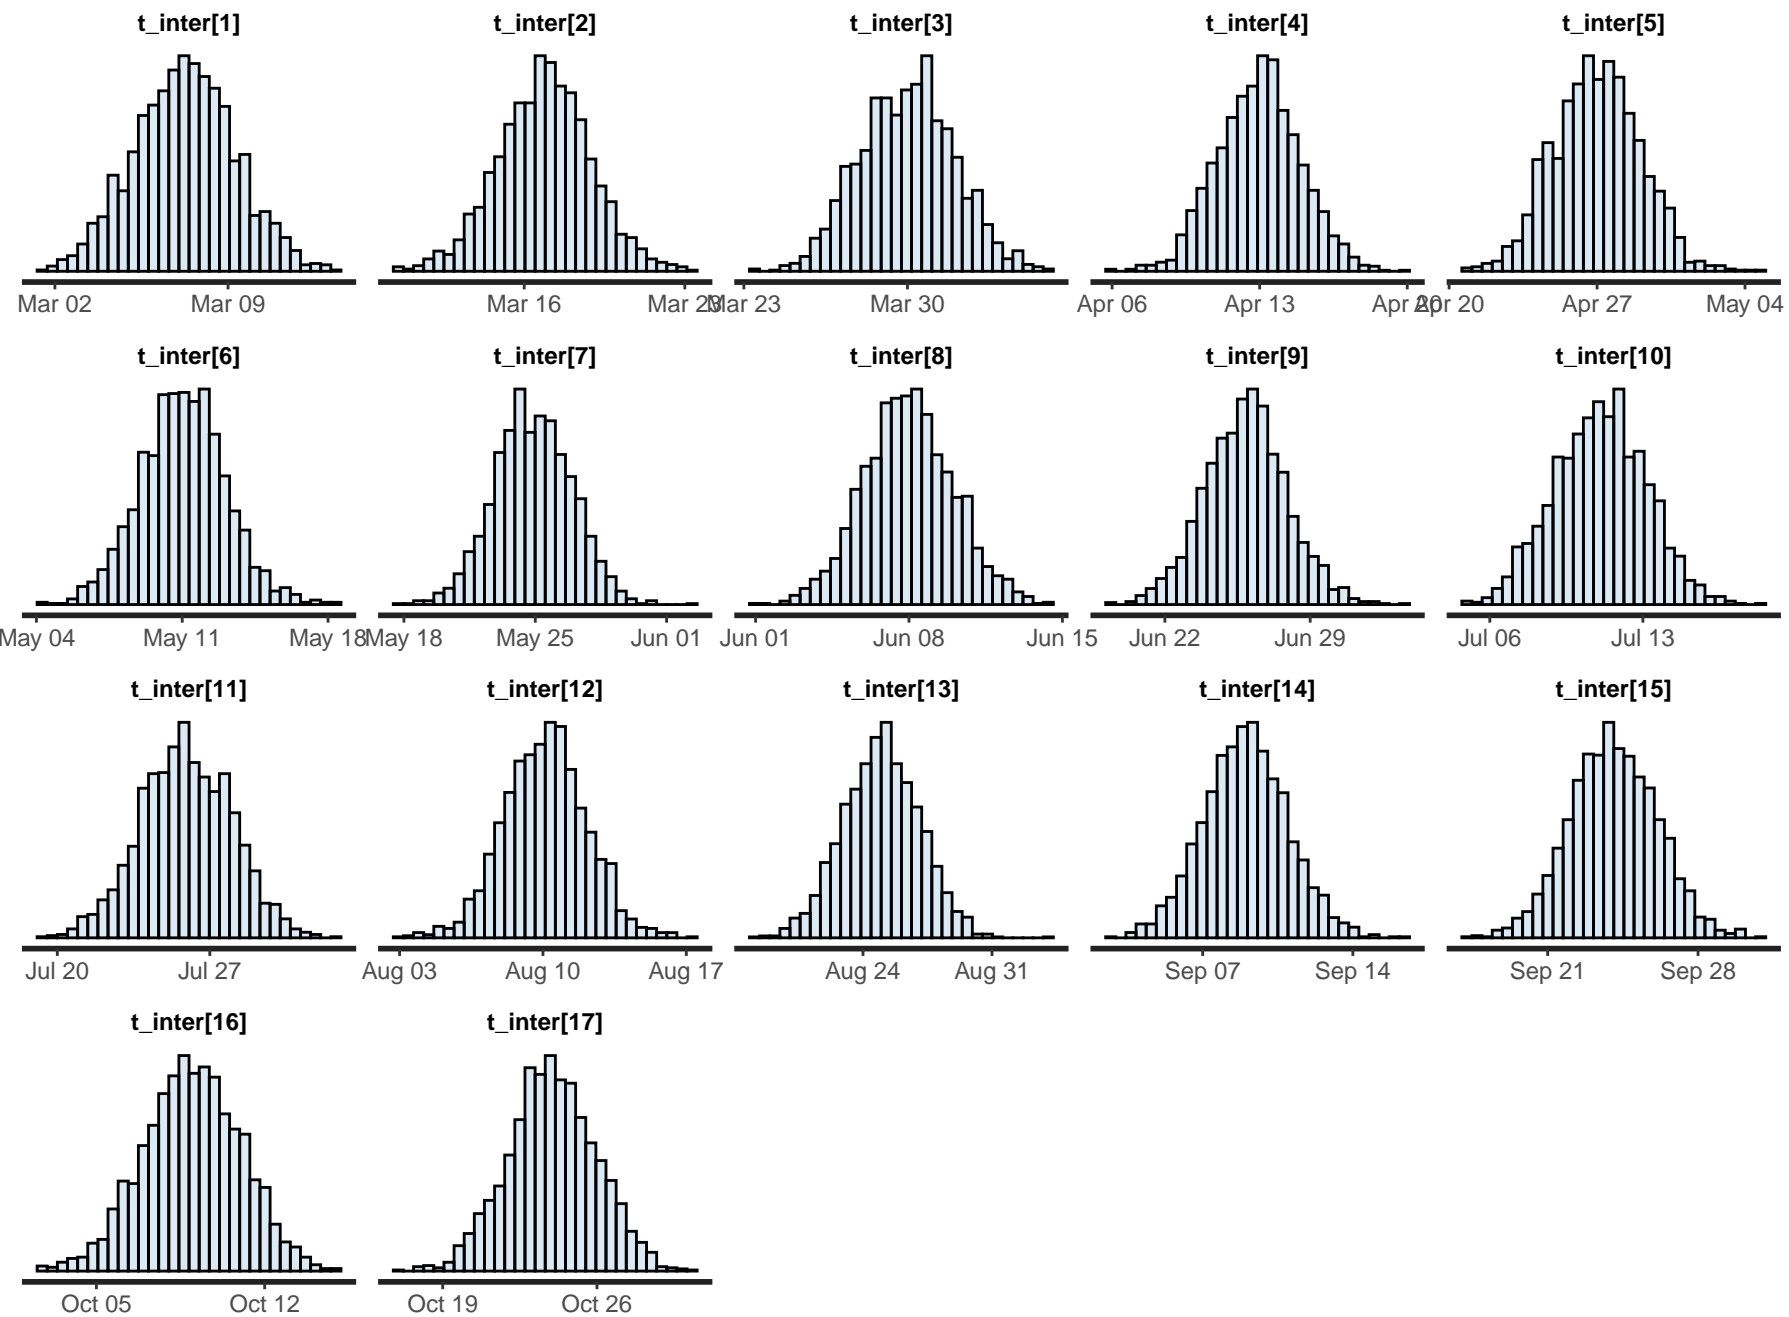 t_inter[1] t_inter[2] t_inter[3] t_inter[4] t_inter[5]
Mar 02 Mar 09 Mar 16 Mar 23 Mar 23 Mar 30 Apr 06 Apr 13 Apr 20 Apr 20 Apr 27 May 04
t_inter[6] t_inter[7] t_inter[8] t_inter[9] t_inter[10]
May 04 May 11 May 18 May 18 May 25 Jun 01 Jun 01 Jun 08 Jun 15 Jun 22 Jun 29 Jul 06 Jul 13
t_inter[11] t_inter[12] t_inter[13] t_inter[14] t_inter[15]
Jul 20 Jul 27 Aug 03 Aug 10 Aug 17 Aug 24 Aug 31 Sep 07 Sep 14 Sep 21 Sep 28
t_inter[16] t_inter[17]
Oct 05 Oct 12 Oct 19 Oct 26